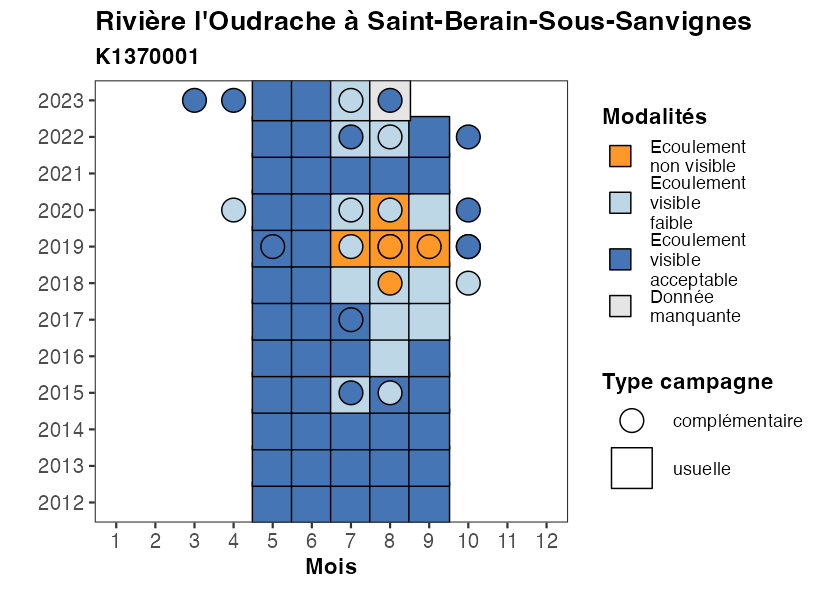 Rivière l'Oudrache à Saint-Berain-Sous-Sanvignes
K1370001
2023
2022
2021
2020
2019
2018
2017
2016
2015
2014
2013
2012
1 2 3 4 5 6 7 8 9 10 11 12
Mois
Modalités
Ecoulement
non visible
Ecoulement
visible
faible
Ecoulement
visible
acceptable
Donnée
manquante
Type campagne
complémentaire
usuelle